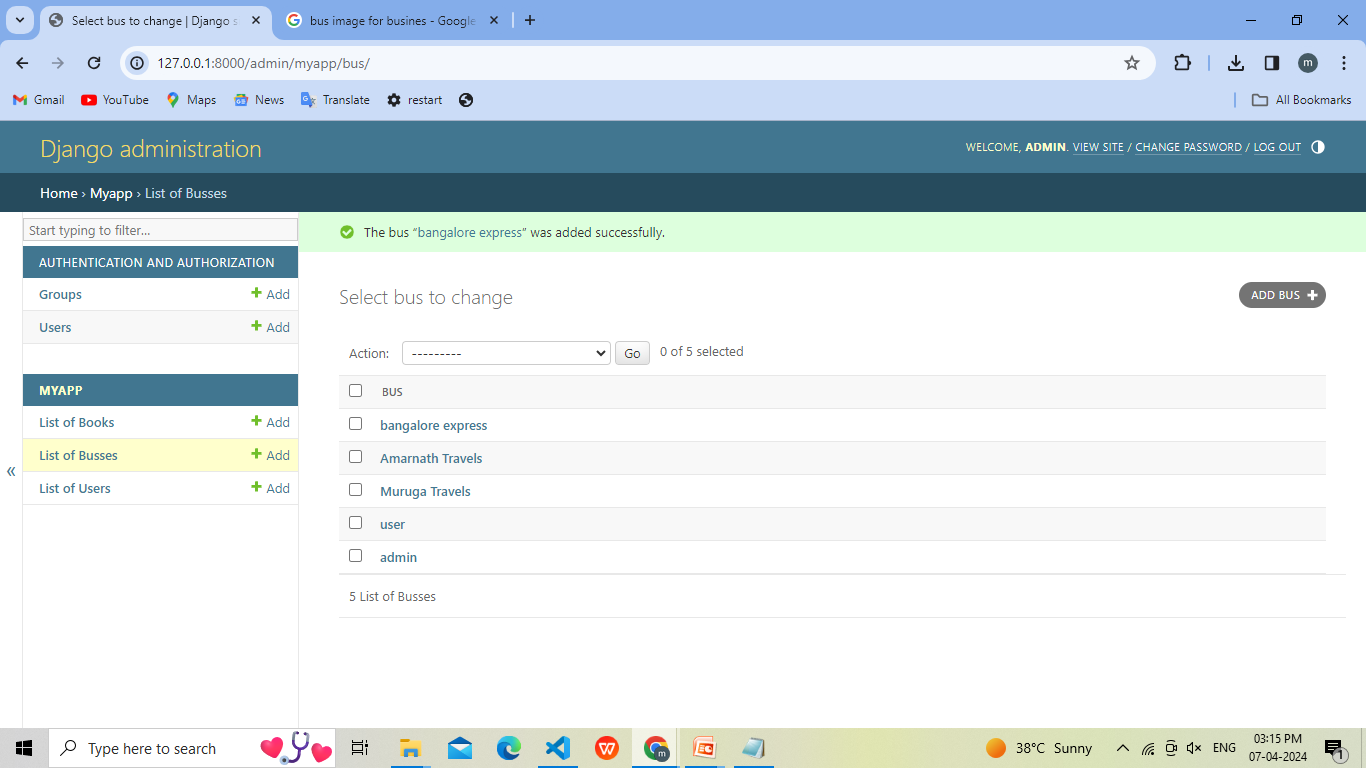 Select bus to change | Django s
bus image for busines - Google
127.0.0.1:8000/admin/myapp/bus/
m
Gmail YouTube Maps News Translate restart All Bookmarks
Django administration
WELCOME, ADMIN. VIEW SITE / CHANGE PASSWORD / LOG OUT
Home › Myapp › List of Busses
Start typing to filter...
AUTHENTICATION AND AUTHORIZATION
Groups + Add
Users + Add
MYAPP
List of Books + Add
List of Busses + Add
List of Users + Add
«
The bus “bangalore express” was added successfully.
Select bus to change
ADD BUS +
Action: --------- Go 0 of 5 selected
BUS
bangalore express
Amarnath Travels
Muruga Travels
user
admin
5 List of Busses
Type here to search
38°C Sunny
ENG
03:15 PM
07-04-2024
1